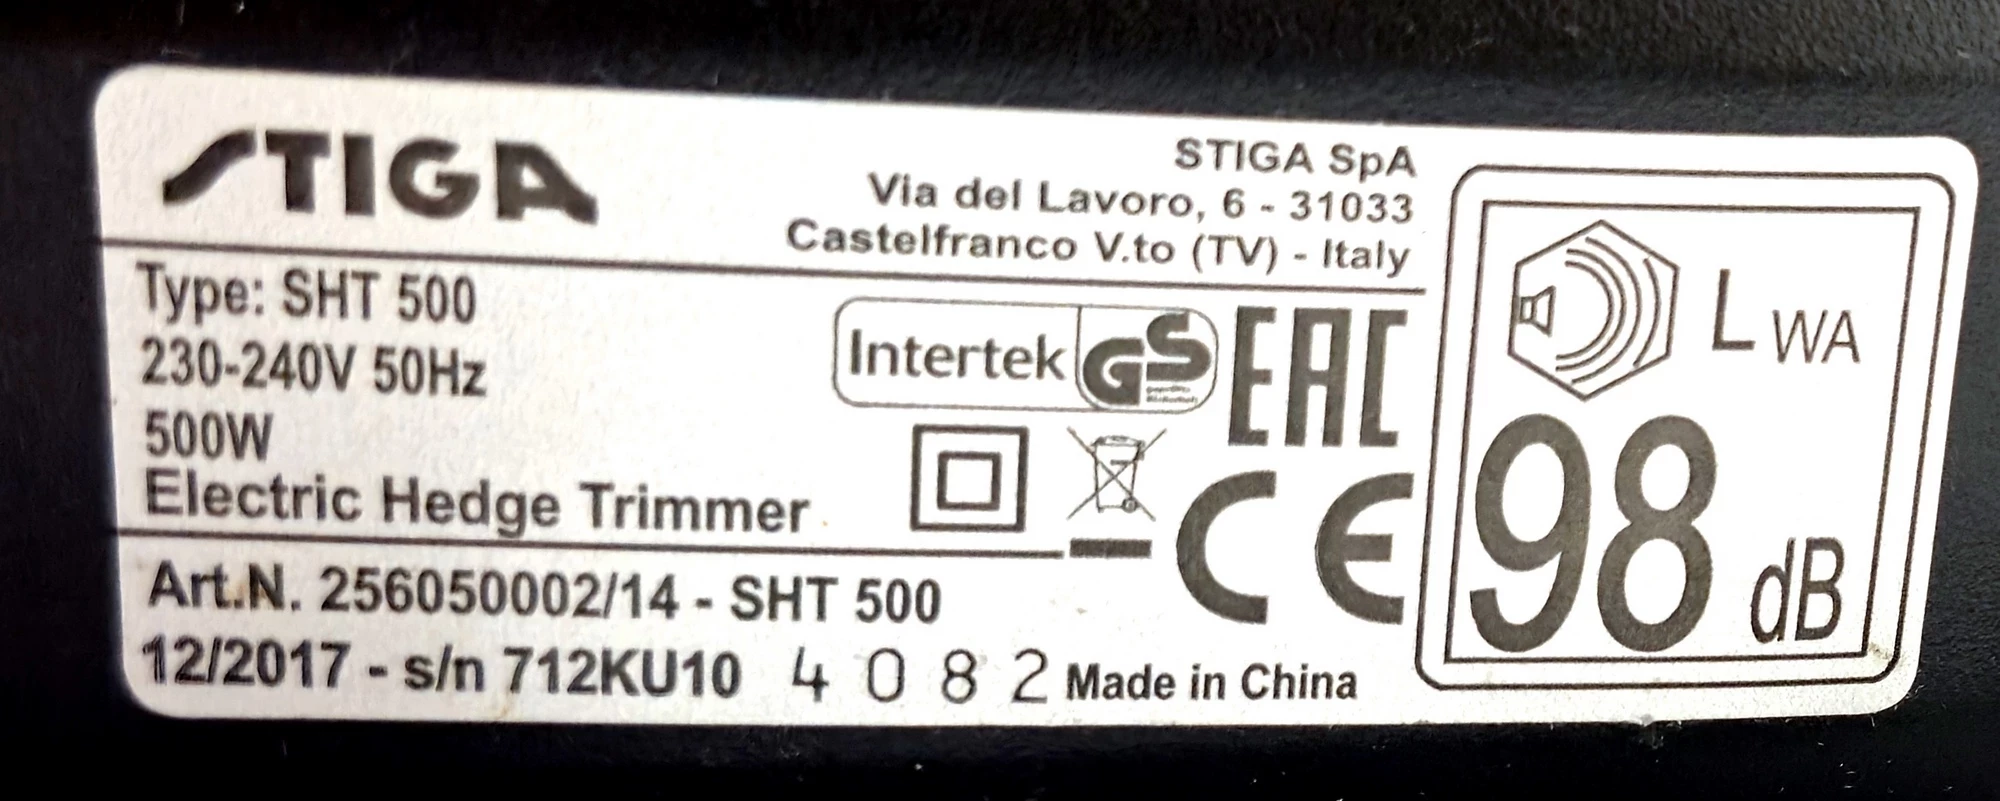 STIGA
STIGA SpA
Via del Lavoro, 6 - 31033
Castelfranco V.to (TV) - Italy
Type: SHT 500
230-240V 50Hz
500W
Electric Hedge Trimmer
Intertek GS
EAC
CE
Art.N. 256050002/14 - SHT 500
12/2017 - s/n 712KU10 4082 Made in China
LWA
98 dB